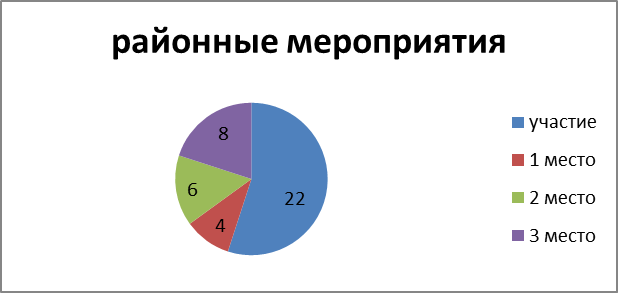 районные мероприятия
8
6
4
22
участие
1 место
2 место
3 место